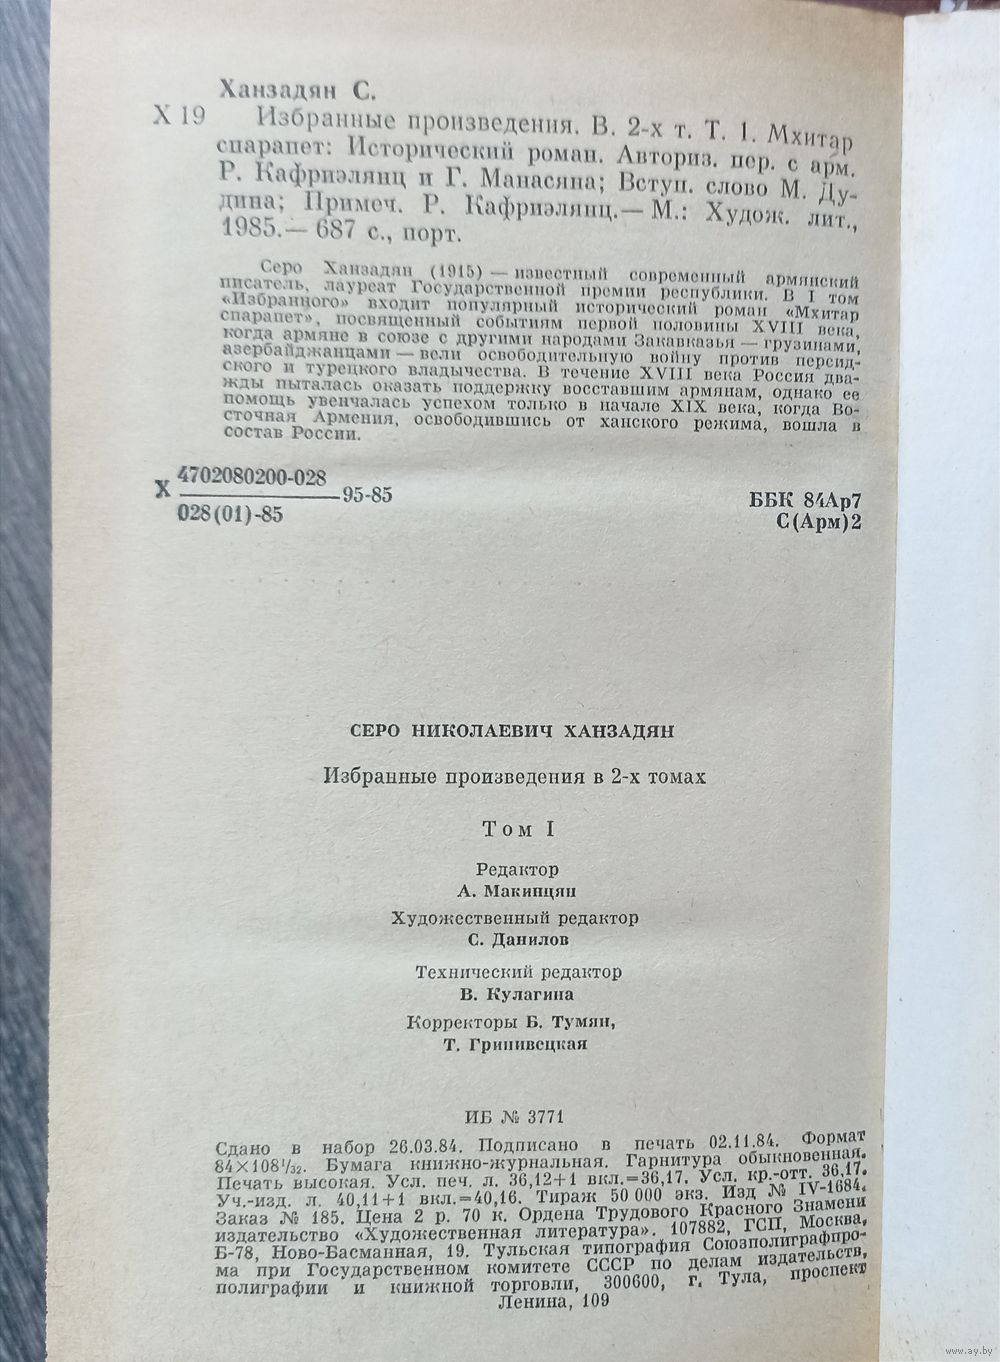 Ханзадян С.
Х 19 Избранные произведения. В. 2-х т. Т. 1. Мхитар
спарапет: Исторический роман. Авториз. пер. с арм.
Р. Кафриэлянц и Г. Манасяна; Вступ. слово М. Ду-
дина; Примеч. Р. Кафриэлянц.— М.: Худож. лит.,
1985.— 687 с., порт.
Серо Ханзадян (1915) — известный современный армянский
писатель, лауреат Государственной премии республики. В I том
«Избранного» входит популярный исторический роман «Мхитар
спарапет», посвященный событиям первой половины XVIII века,
когда армяне в союзе с другими народами Закавказья — грузинами,
азербайджанцами — вели освободительную войну против персид-
ского и турецкого владычества. В течение XVIII века Россия два-
жды пыталась оказать поддержку восставшим армянам, однако ее
помощь увенчалась успехом только в начале XIX века, когда Во-
сточная Армения, освободившись от ханского режима, вошла в
состав России.
Х 4702080200-028 95-85
028(01)-85
ББК 84Ар7
С(Арм)2
СЕРО НИКОЛАЕВИЧ ХАНЗАДЯН
Избранные произведения в 2-х томах
Том I
Редактор
А. Макинцян
Художественный редактор
С. Данилов
Технический редактор
В. Кулагина
Корректоры Б. Тумян,
Т. Гринивецкая
ИБ № 3771
Сдано в набор 26.03.84. Подписано в печать 02.11.84. Формат
84×108¹/₃₂. Бумага книжно-журнальная. Гарнитура обыкновенная.
Печать высокая. Усл. печ. л. 36,12+1 вкл.=36,17. Усл. кр.-отт. 36,17.
Уч.-изд. л. 40,11+1 вкл.=40,16. Тираж 50 000 экз. Изд № IV-1684.
Заказ № 185. Цена 2 р. 70 к. Ордена Трудового Красного Знамени
издательство «Художественная литература». 107882, ГСП, Москва,
Б-78, Ново-Басманная, 19. Тульская типография Союзполиграфпро-
ма при Государственном комитете СССР по делам издательств,
полиграфии и книжной торговли, 300600, г. Тула, проспект
Ленина, 109
www.ay.by